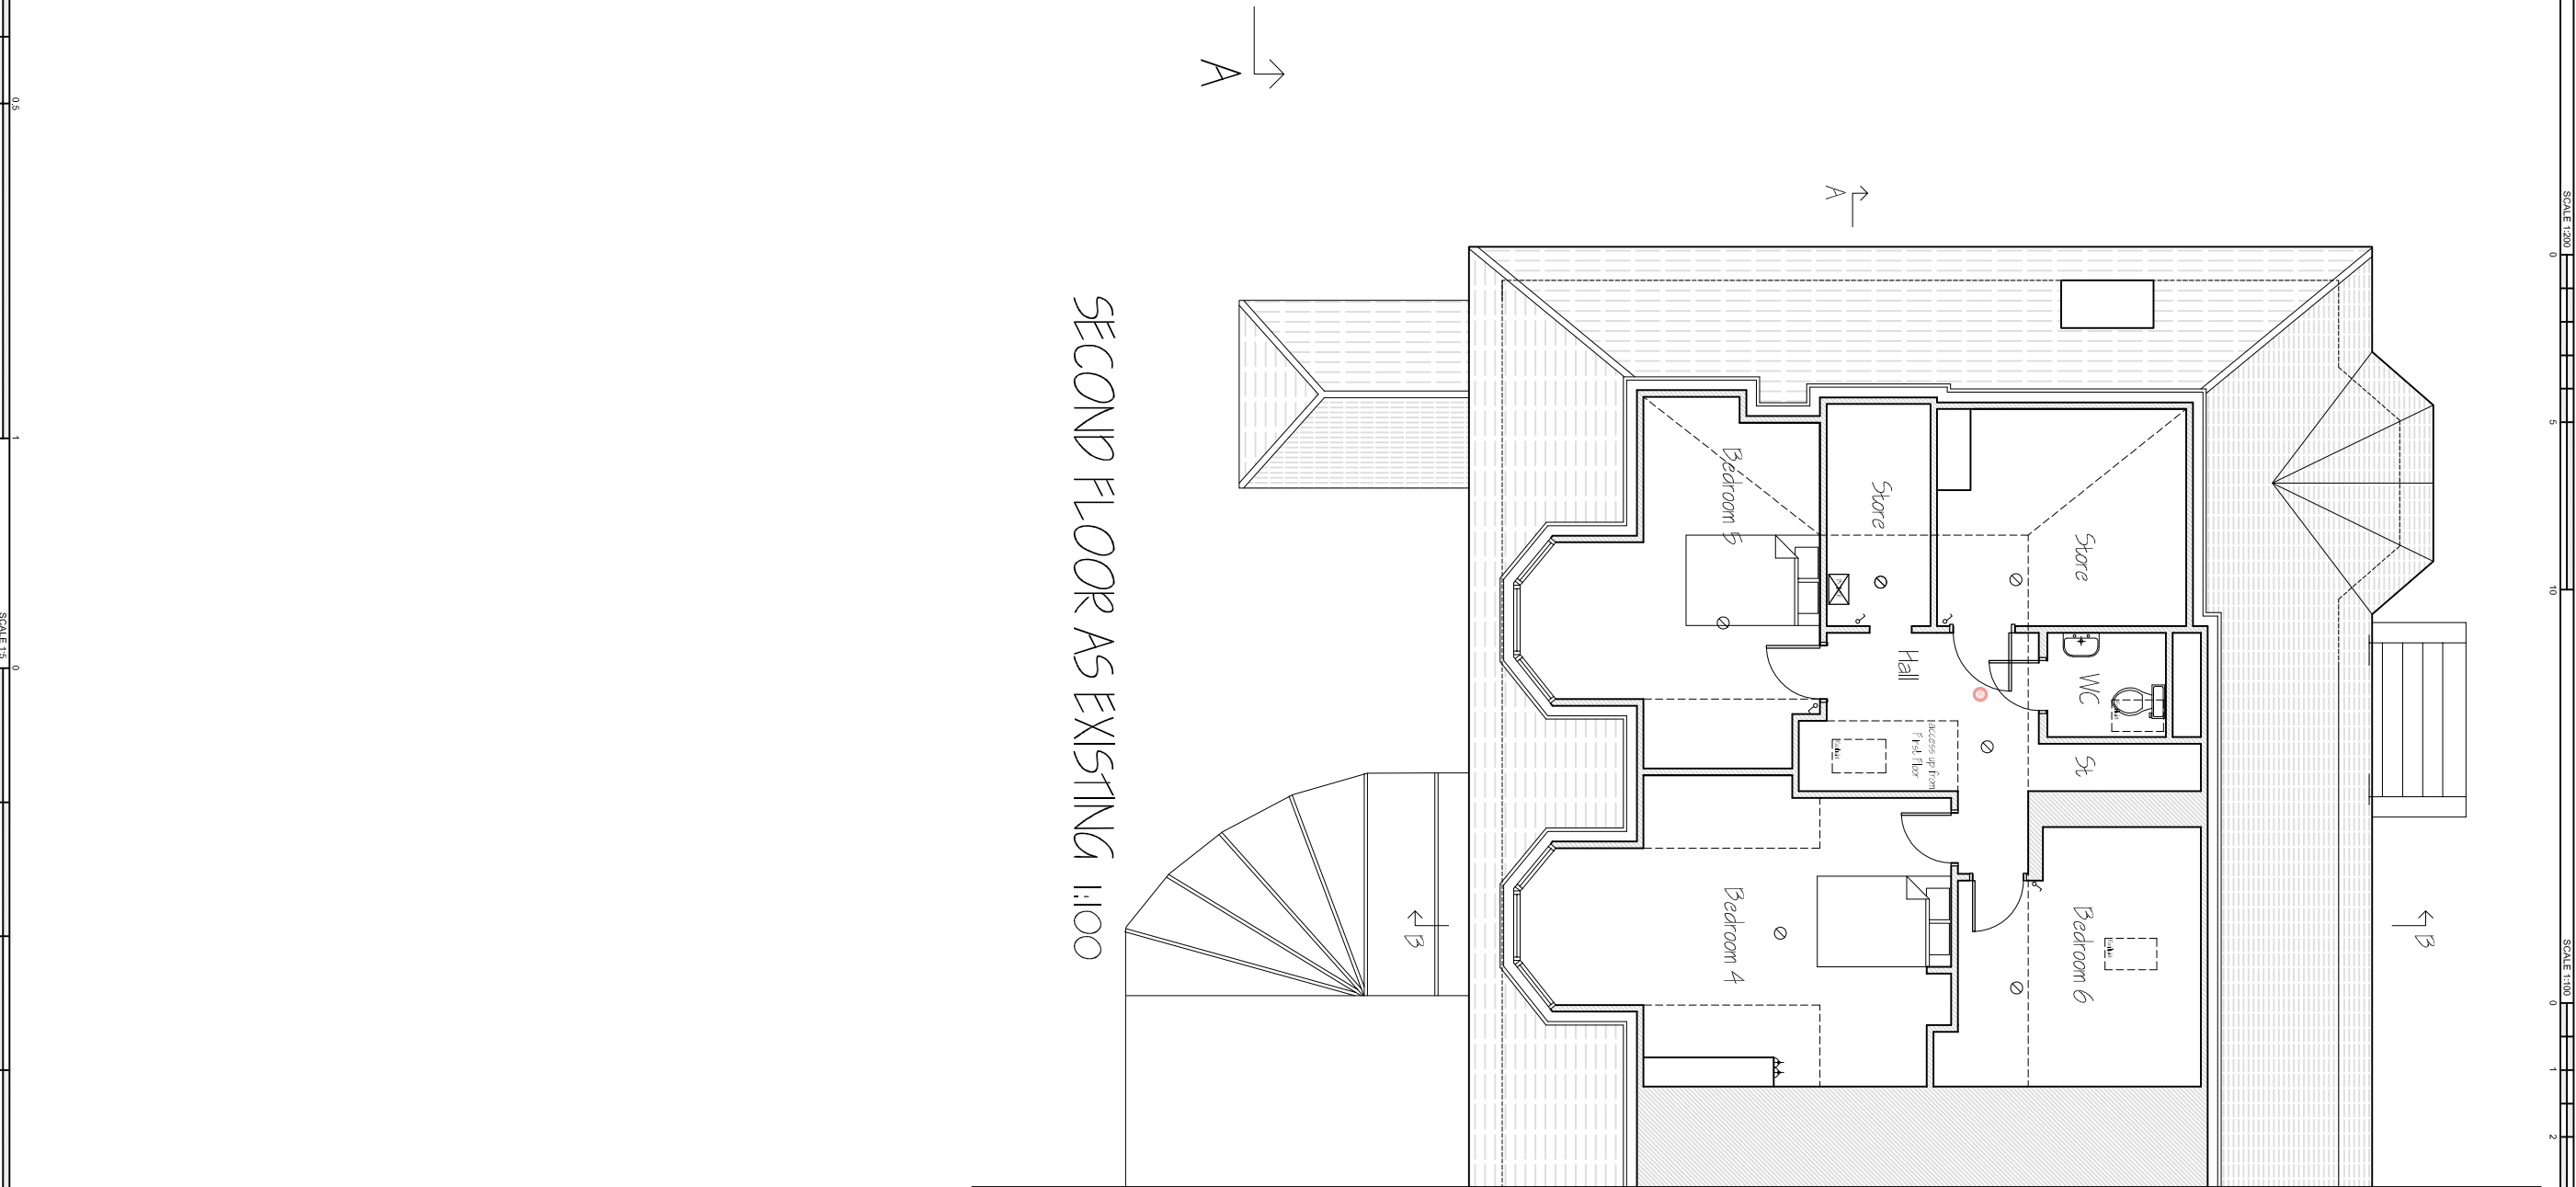 SECOND FLOOR AS EXISTING 1:100
A
A
B
B
Bedroom 5
Store
Store
Hall
WC
St
access up from
First Floor
Bedroom 4
Bedroom 6
SCALE 1:200
0
5
10
SCALE 1:100
0
1
2
0.5
1
SCALE 1:5
0